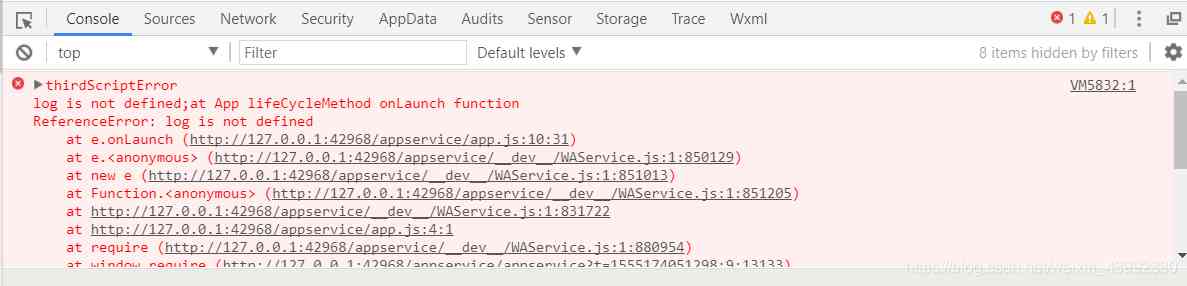 Console Sources Network Security AppData Audits Sensor Storage Trace Wxml 1 1
top Filter Default levels 8 items hidden by filters
thirdScriptError VM5832:1
log is not defined;at App lifeCycleMethod onLaunch function
ReferenceError: log is not defined
at e.onLaunch (http://127.0.0.1:42968/appservice/app.js:10:31)
at e.<anonymous> (http://127.0.0.1:42968/appservice/__dev__/WAService.js:1:850129)
at new e (http://127.0.0.1:42968/appservice/__dev__/WAService.js:1:851013)
at Function.<anonymous> (http://127.0.0.1:42968/appservice/__dev__/WAService.js:1:851205)
at http://127.0.0.1:42968/appservice/__dev__/WAService.js:1:831722
at http://127.0.0.1:42968/appservice/app.js:4:1
at require (http://127.0.0.1:42968/appservice/__dev__/WAService.js:1:880954)
at window.require (http://127.0.0.1:42968/appservice/appservice?t=1555174051298:9:13133)